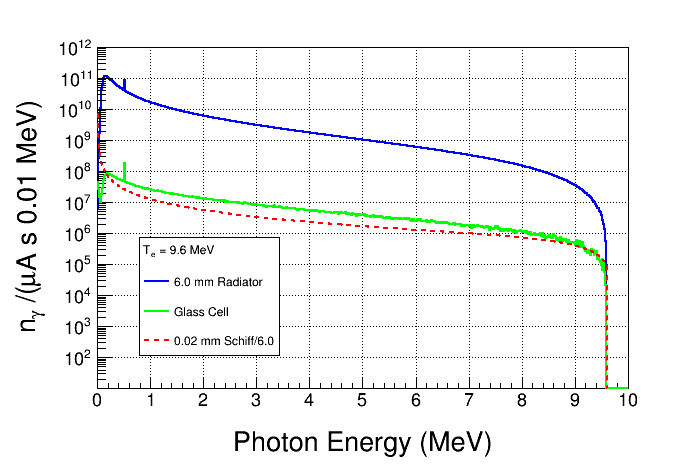 10¹²
10¹¹
10¹⁰
10⁹
10⁸
10⁷
10⁶
10⁵
10⁴
10³
10²
nγ /(μA s 0.01 MeV)
Tₑ = 9.6 MeV
6.0 mm Radiator
Glass Cell
0.02 mm Schiff/6.0
0 1 2 3 4 5 6 7 8 9 10
Photon Energy (MeV)